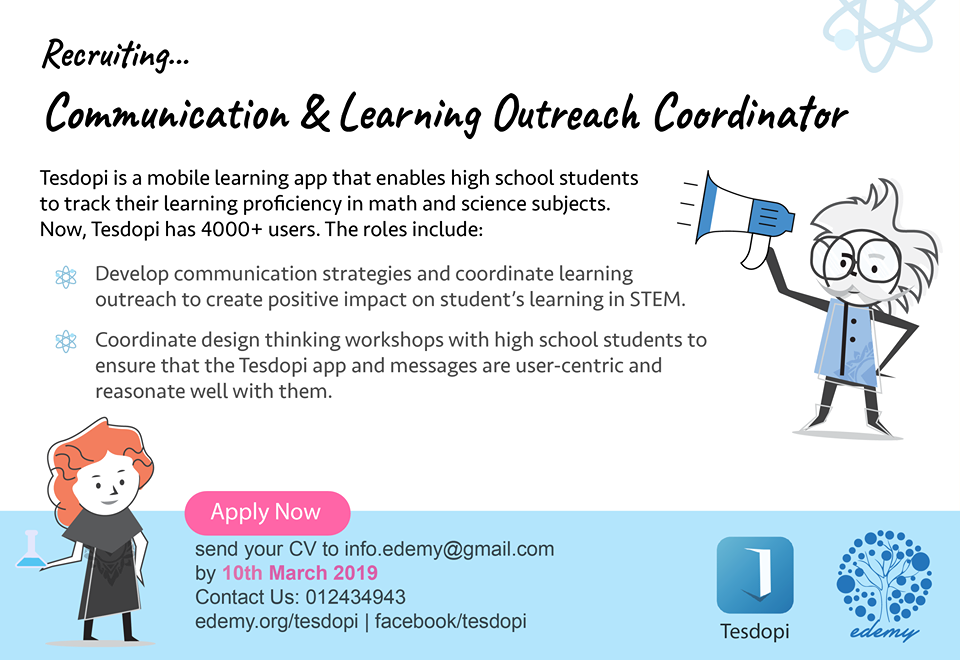 Recruiting...
Communication & Learning Outreach Coordinator
Tesdopi is a mobile learning app that enables high school students
to track their learning proficiency in math and science subjects.
Now, Tesdopi has 4000+ users. The roles include:
Develop communication strategies and coordinate learning
outreach to create positive impact on student's learning in STEM.
Coordinate design thinking workshops with high school students to
ensure that the Tesdopi app and messages are user-centric and
reasonate well with them.
Apply Now
send your CV to info.edemy@gmail.com
by 10th March 2019
Contact Us: 012434943
edemy.org/tesdopi | facebook/tesdopi
Tesdopi
edemy